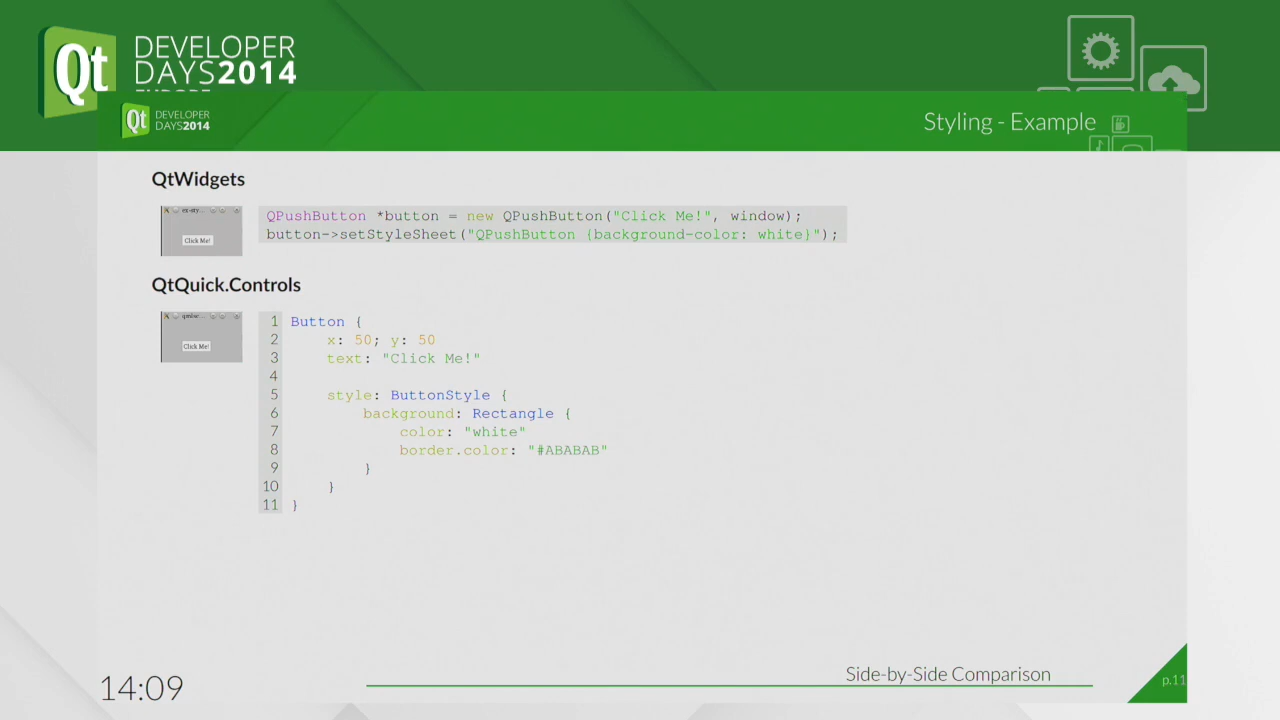 Qt DEVELOPER
DAYS2014
Qt DEVELOPER
DAYS2014
Styling - Example
QtWidgets
Click Me!
QPushButton *button = new QPushButton("Click Me!", window);
button->setStyleSheet("QPushButton {background-color: white}");
QtQuick.Controls
Click Me!
1 Button {
2 x: 50; y: 50
3 text: "Click Me!"
4
5 style: ButtonStyle {
6 background: Rectangle {
7 color: "white"
8 border.color: "#ABABAB"
9 }
10 }
11 }
14:09
Side-by-Side Comparison
p.11